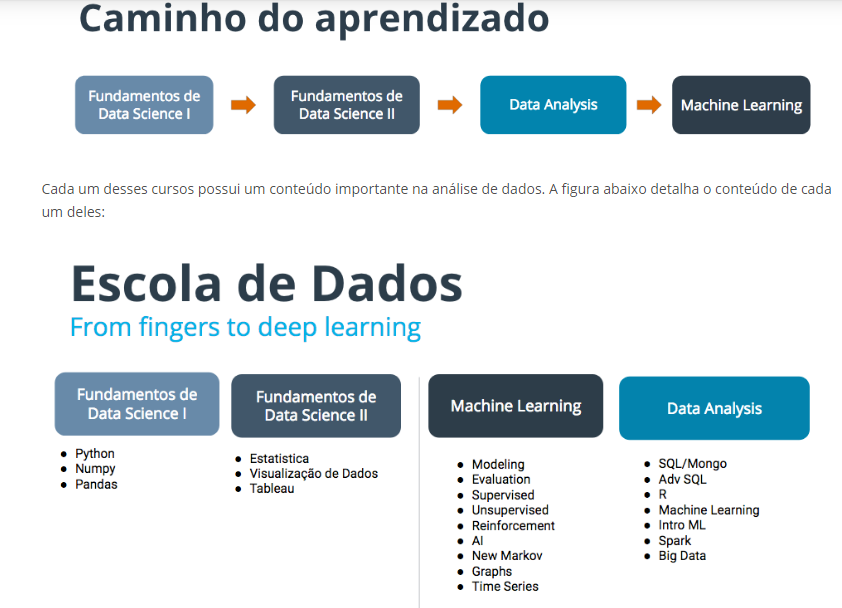 Caminho do aprendizado
Fundamentos de
Data Science I
Fundamentos de
Data Science II
Data Analysis
Machine Learning
Cada um desses cursos possui um conteúdo importante na análise de dados. A figura abaixo detalha o conteúdo de cada
um deles:
Escola de Dados
From fingers to deep learning
Fundamentos de
Data Science I
• Python
• Numpy
• Pandas
Fundamentos de
Data Science II
• Estatistica
• Visualização de Dados
• Tableau
Machine Learning
• Modeling
• Evaluation
• Supervised
• Unsupervised
• Reinforcement
• AI
• New Markov
• Graphs
• Time Series
Data Analysis
• SQL/Mongo
• Adv SQL
• R
• Machine Learning
• Intro ML
• Spark
• Big Data